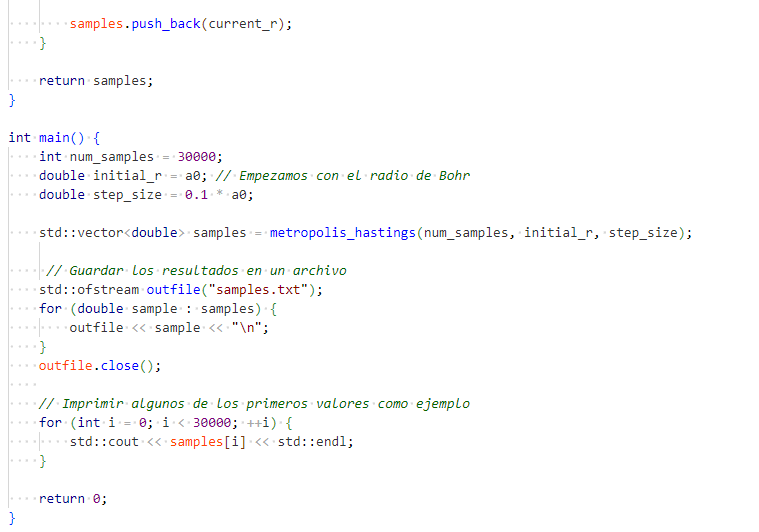 samples.push_back(current_r);
}
return samples;
}
int main() {
int num_samples = 30000;
double initial_r = a0; // Empezamos con el radio de Bohr
double step_size = 0.1 * a0;
std::vector<double> samples = metropolis_hastings(num_samples, initial_r, step_size);
// Guardar los resultados en un archivo
std::ofstream outfile("samples.txt");
for (double sample : samples) {
outfile << sample << "\n";
}
outfile.close();
// Imprimir algunos de los primeros valores como ejemplo
for (int i = 0; i < 30000; ++i) {
std::cout << samples[i] << std::endl;
}
return 0;
}